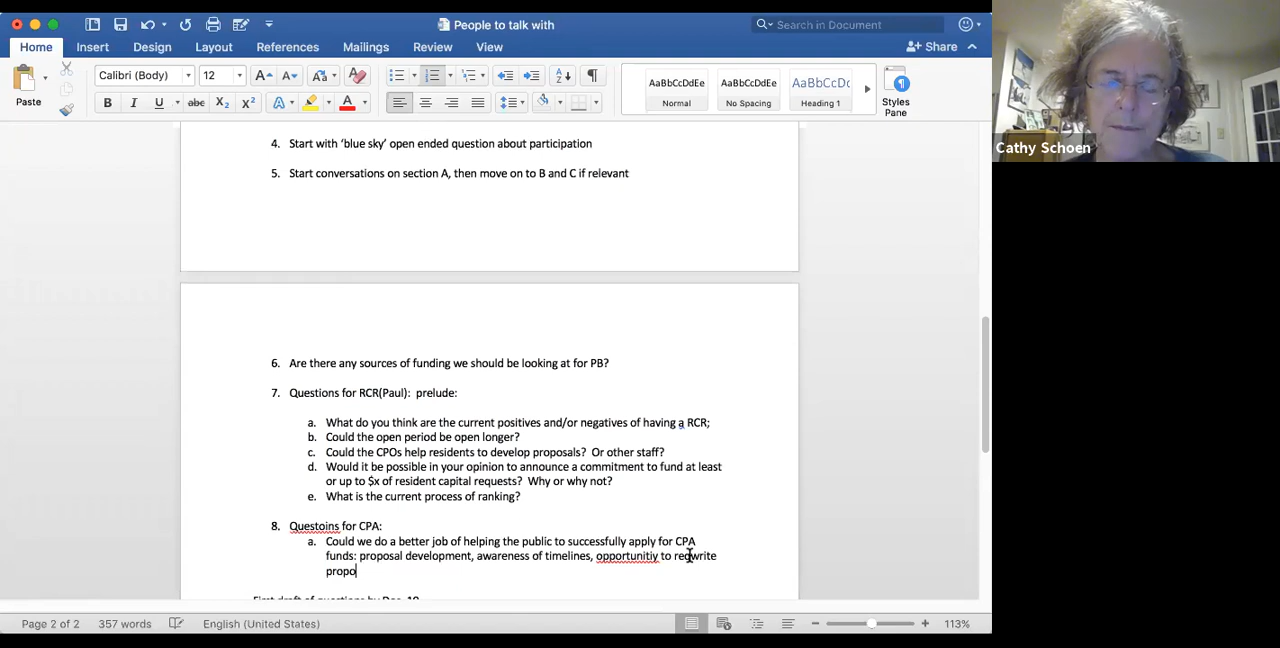 People to talk with
Search in Document
Home Insert Design Layout References Mailings Review View
Share
Paste
Calibri (Body) 12
AaBbCcDdEe AaBbCcDdEe AaBbCcDc
Normal No Spacing Heading 1
Styles
Pane
Cathy Schoen
4. Start with ‘blue sky’ open ended question about participation
5. Start conversations on section A, then move on to B and C if relevant
6. Are there any sources of funding we should be looking at for PB?
7. Questions for RCR(Paul): prelude:
a. What do you think are the current positives and/or negatives of having a RCR;
b. Could the open period be open longer?
c. Could the CPOs help residents to develop proposals? Or other staff?
d. Would it be possible in your opinion to announce a commitment to fund at least
or up to $x of resident capital requests? Why or why not?
e. What is the current process of ranking?
8. Questoins for CPA:
a. Could we do a better job of helping the public to successfully apply for CPA
funds: proposal development, awareness of timelines, opportunitiy to
propo
First draft of questions by Dec. 10
Page 2 of 2 357 words English (United States) 113%